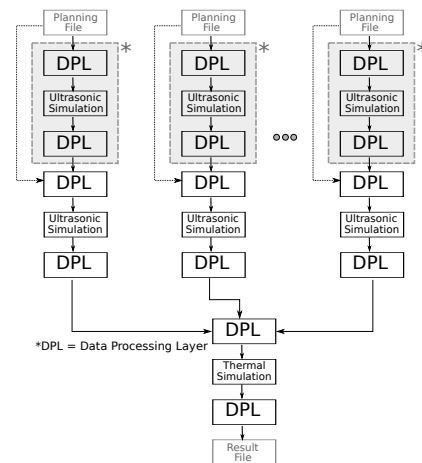 Planning
File
Planning
File
Planning
File
*
*
*
DPL
DPL
DPL
Ultrasonic
Simulation
Ultrasonic
Simulation
Ultrasonic
Simulation
DPL
DPL
DPL
DPL
DPL
DPL
Ultrasonic
Simulation
Ultrasonic
Simulation
Ultrasonic
Simulation
DPL
DPL
DPL
DPL
*DPL = Data Processing Layer
Thermal
Simulation
DPL
Result
File